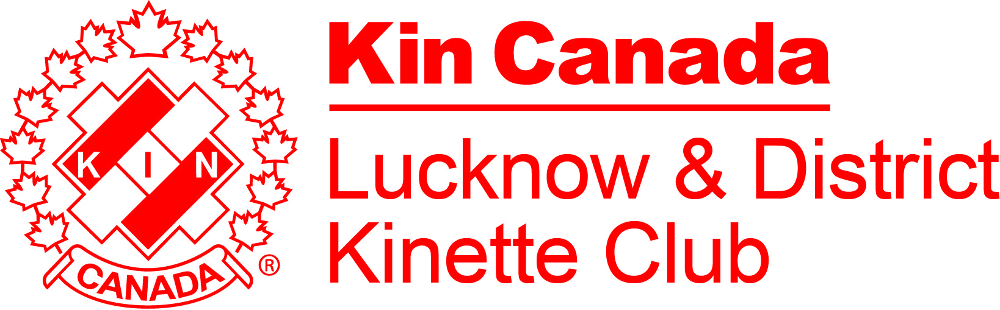 KIN
CANADA
®
Kin Canada
Lucknow & District
Kinette Club